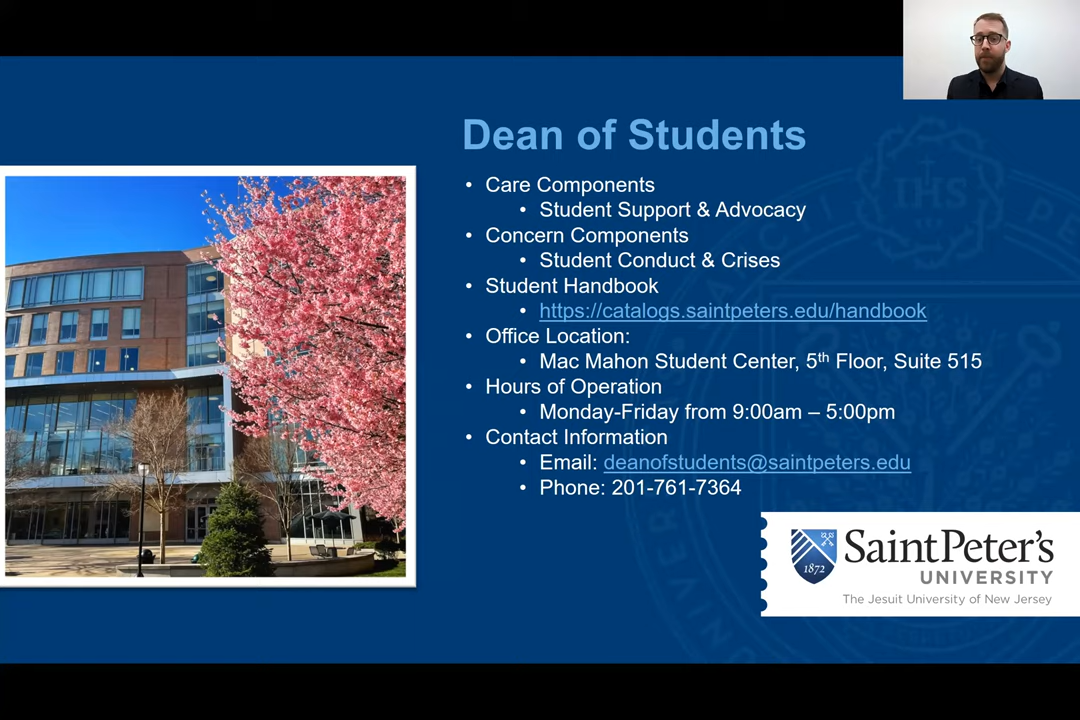 Dean of Students
• Care Components
• Student Support & Advocacy
• Concern Components
• Student Conduct & Crises
• Student Handbook
• https://catalogs.saintpeters.edu/handbook
• Office Location:
• Mac Mahon Student Center, 5th Floor, Suite 515
• Hours of Operation
• Monday-Friday from 9:00am – 5:00pm
• Contact Information
• Email: deanofstudents@saintpeters.edu
• Phone: 201-761-7364
IHS
1872
Saint Peter's
UNIVERSITY
The Jesuit University of New Jersey